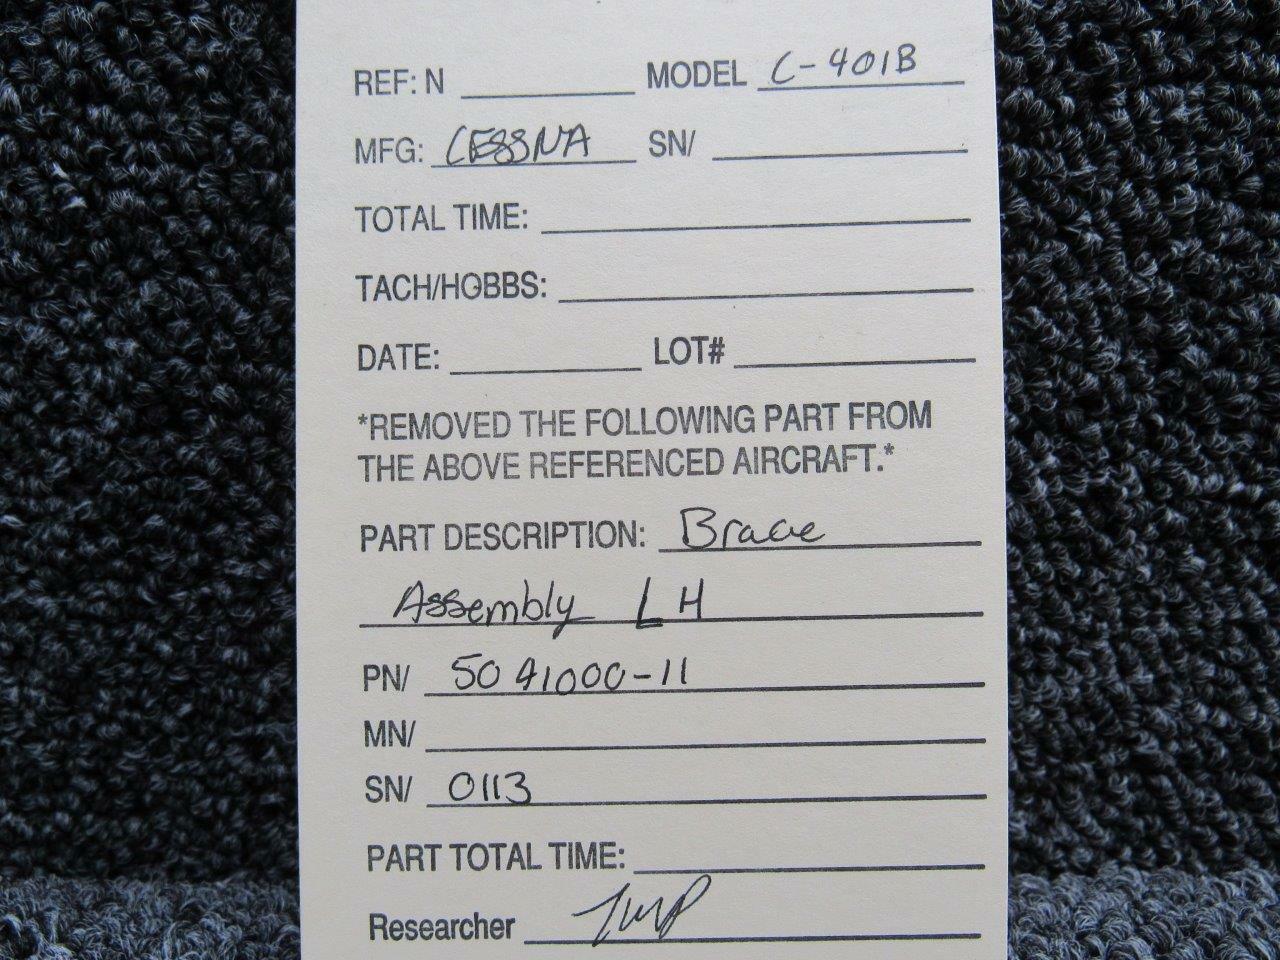 REF: N MODEL C-401B
MFG: CESSNA SN/
TOTAL TIME:
TACH/HOBBS:
DATE: LOT#
*REMOVED THE FOLLOWING PART FROM
THE ABOVE REFERENCED AIRCRAFT.*
PART DESCRIPTION: Brace
Assembly LH
PN/ 5041000-11
MN/
SN/ 0113
PART TOTAL TIME:
Researcher